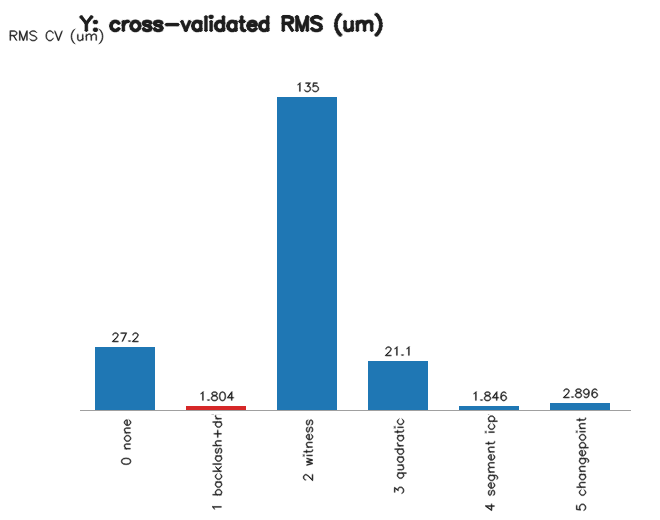 Y: cross-validated RMS (um)
RMS CV (um)
135
27.2
21.1
1.804
1.846
2.896
0 none
1 backlash+dr
2 witness
3 quadratic
4 segment icp
5 changepoint